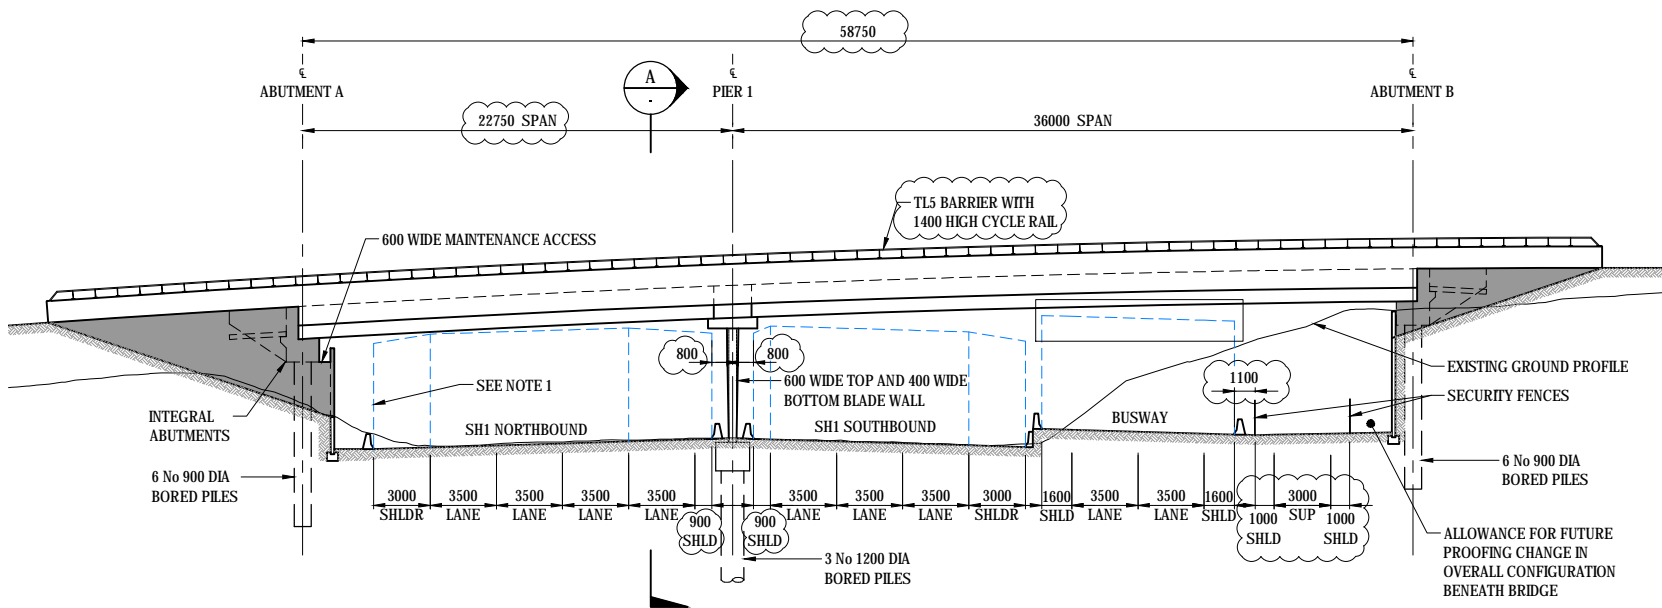 58750
℄
ABUTMENT A
A
-
℄
PIER 1
℄
ABUTMENT B
22750 SPAN
36000 SPAN
TL5 BARRIER WITH
1400 HIGH CYCLE RAIL
600 WIDE MAINTENANCE ACCESS
800
800
SEE NOTE 1
600 WIDE TOP AND 400 WIDE
BOTTOM BLADE WALL
1100
EXISTING GROUND PROFILE
SECURITY FENCES
INTEGRAL
ABUTMENTS
SH1 NORTHBOUND
SH1 SOUTHBOUND
BUSWAY
6 No 900 DIA
BORED PILES
6 No 900 DIA
BORED PILES
3000
SHLDR
3500
LANE
3500
LANE
3500
LANE
3500
LANE
900
SHLD
900
SHLD
3500
LANE
3500
LANE
3500
LANE
3000
SHLDR
1600
SHLD
3500
LANE
3500
LANE
1600
SHLD
1000
SHLD
3000
SUP
1000
SHLD
3 No 1200 DIA
BORED PILES
ALLOWANCE FOR FUTURE
PROOFING CHANGE IN
OVERALL CONFIGURATION
BENEATH BRIDGE